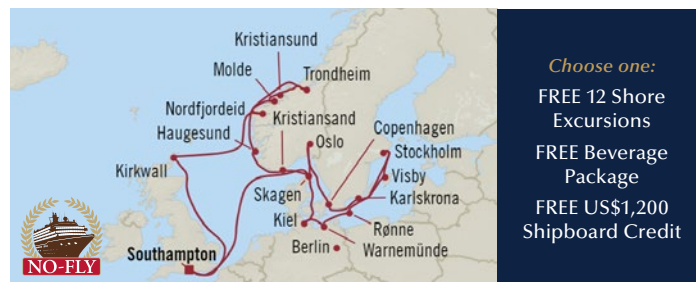 Kristiansund
Molde
Trondheim
Nordfjordeid
Kristiansand
Haugesund
Oslo
Copenhagen
Stockholm
Kirkwall
Visby
Skagen
Karlskrona
Kiel
Rønne
Southampton
Berlin
Warnemünde
NO-FLY
Choose one:
FREE 12 Shore
Excursions
FREE Beverage
Package
FREE US$1,200
Shipboard Credit